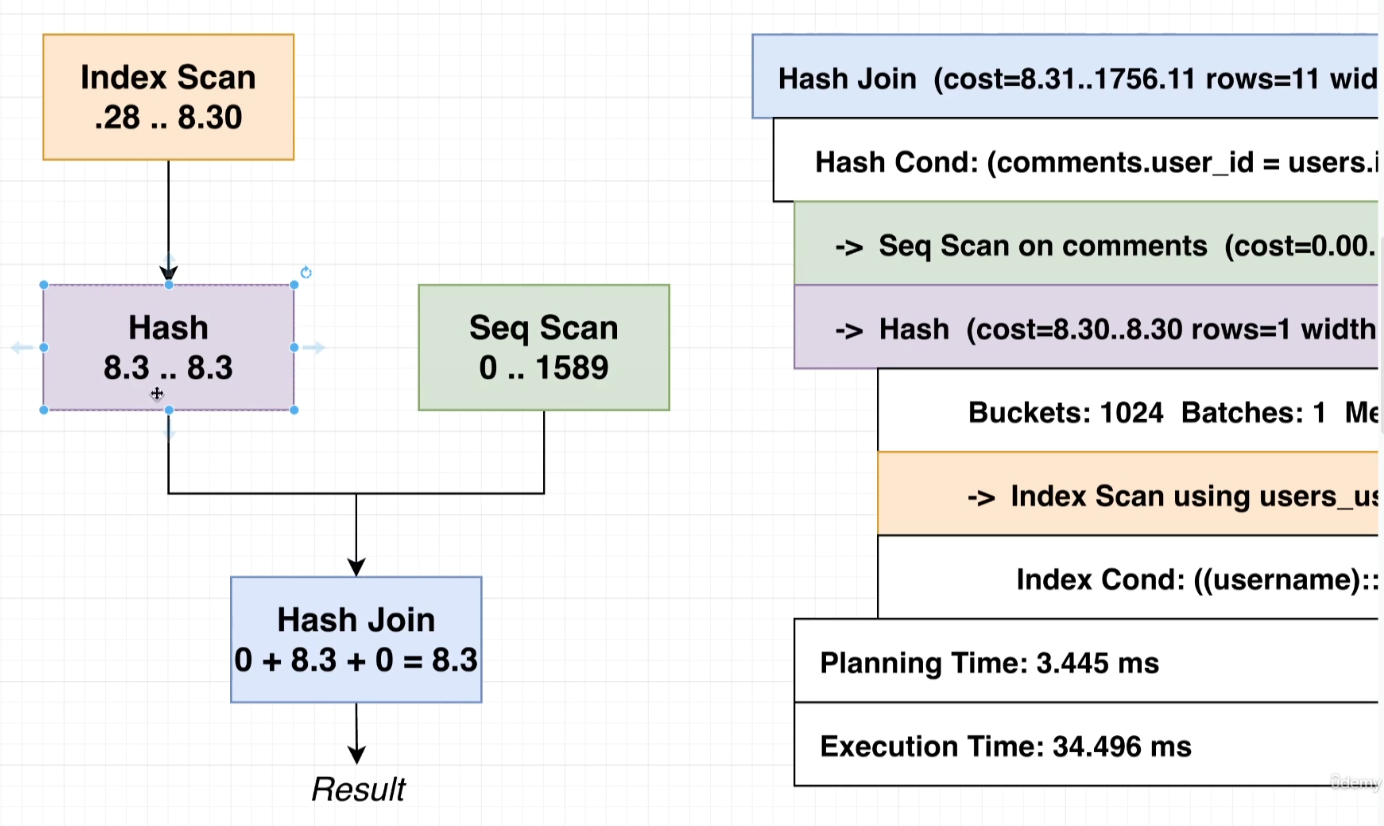 Index Scan
.28 .. 8.30
Hash
8.3 .. 8.3
Seq Scan
0 .. 1589
Hash Join
0 + 8.3 + 0 = 8.3
Result
Hash Join (cost=8.31..1756.11 rows=11 wid
Hash Cond: (comments.user_id = users.i
-> Seq Scan on comments (cost=0.00.
-> Hash (cost=8.30..8.30 rows=1 width
Buckets: 1024 Batches: 1 Me
-> Index Scan using users_us
Index Cond: ((username)::
Planning Time: 3.445 ms
Execution Time: 34.496 ms
ûdemy